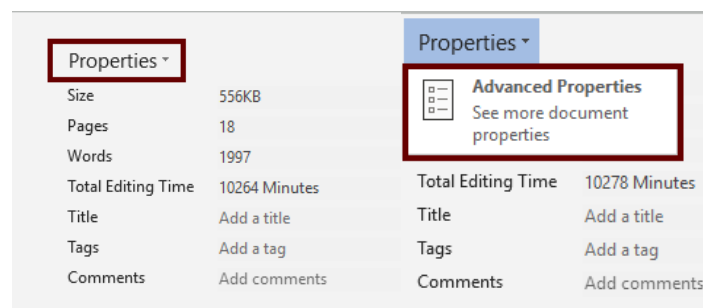 Properties
Size 556KB
Pages 18
Words 1997
Total Editing Time 10264 Minutes
Title Add a title
Tags Add a tag
Comments Add comments
Properties
Advanced Properties
See more document
properties
Total Editing Time 10278 Minutes
Title Add a title
Tags Add a tag
Comments Add comments